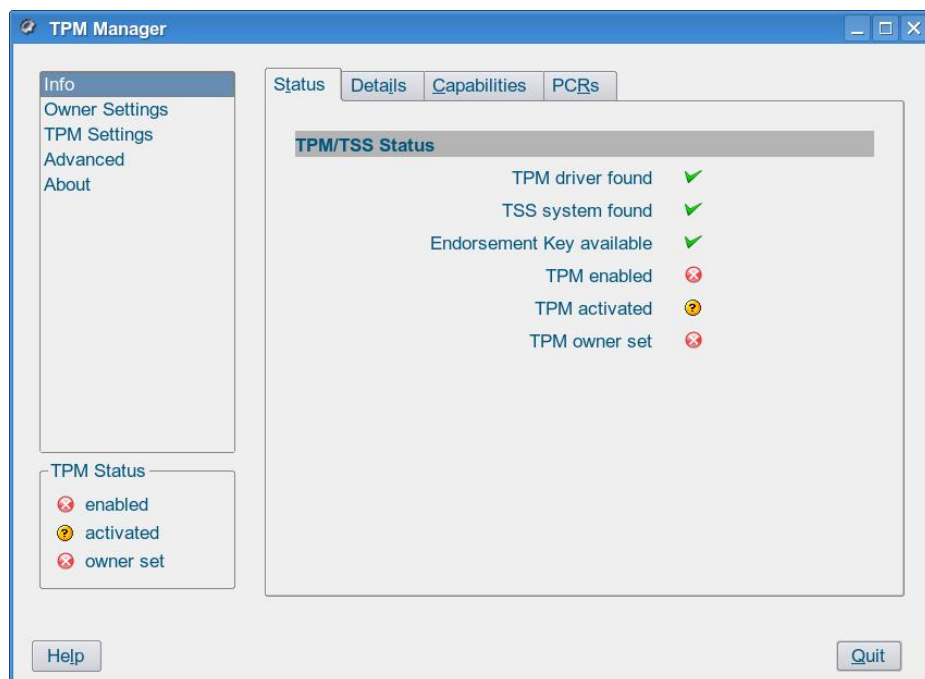 TPM Manager
Info
Owner Settings
TPM Settings
Advanced
About
TPM Status
enabled
activated
owner set
Status Details Capabilities PCRs
TPM/TSS Status
TPM driver found
TSS system found
Endorsement Key available
TPM enabled
TPM activated
TPM owner set
Help
Quit